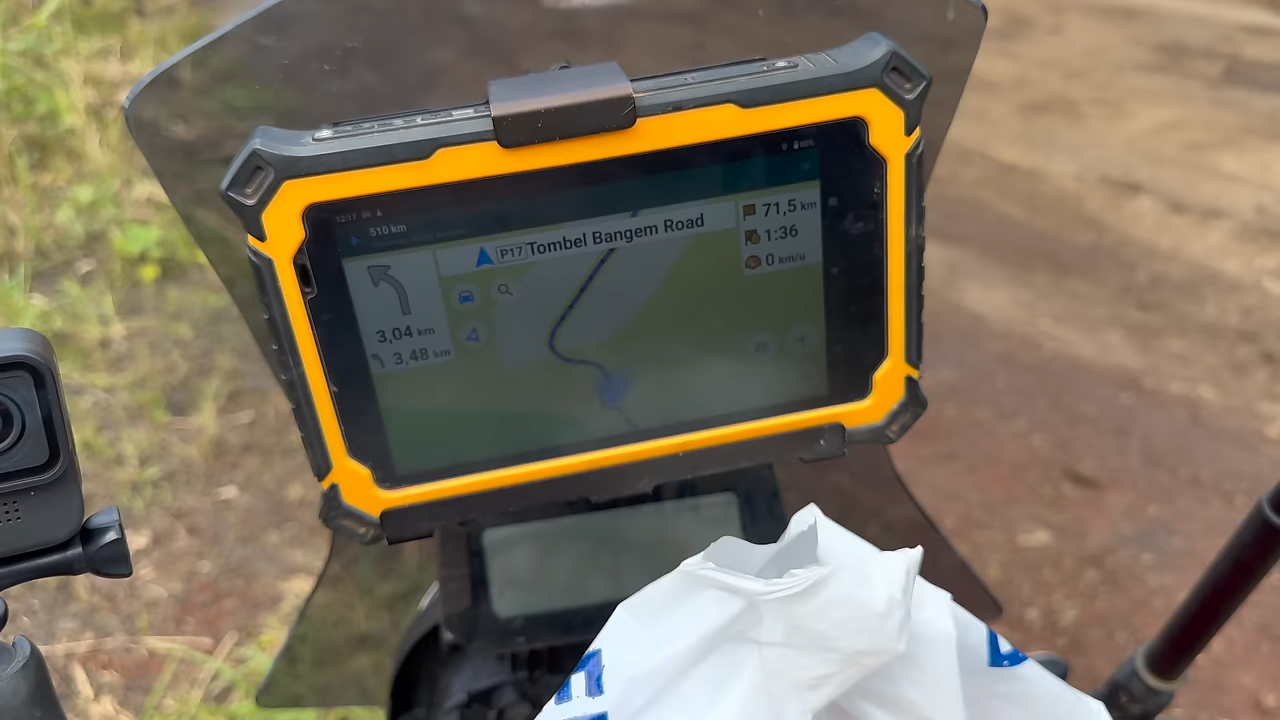 12:17
510 km
P17 Tombel Bangem Road
71,5 km
1:36
0 km/u
3,04 km
3,48 km